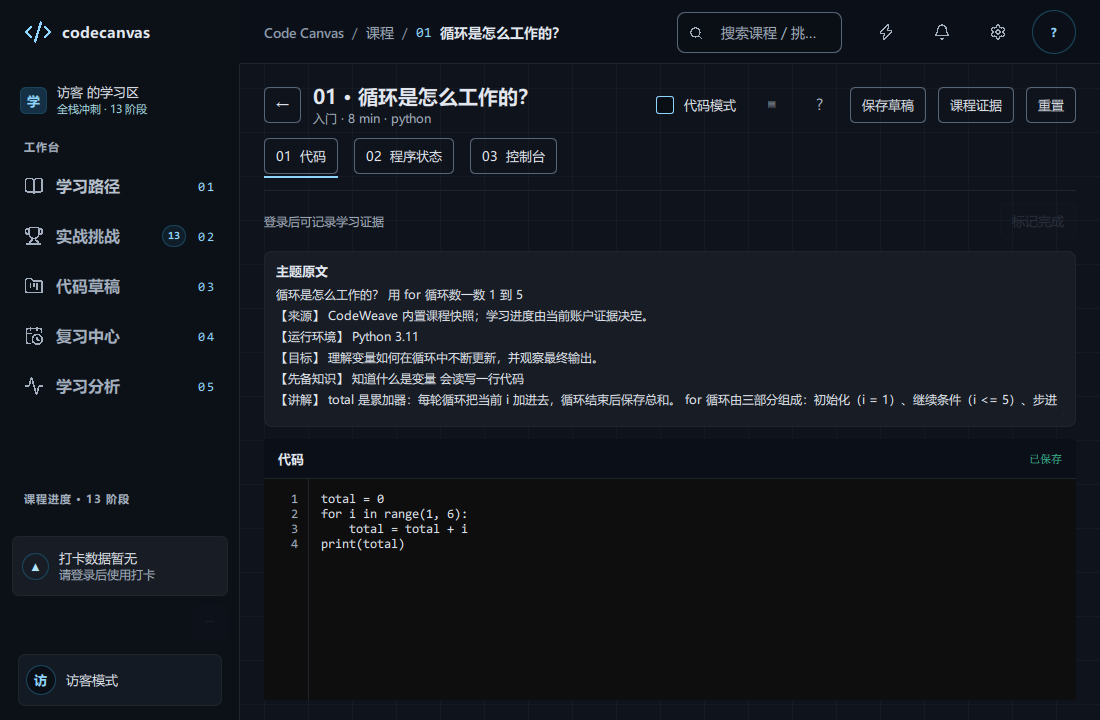 codecanvas
Code Canvas / 课程 / 01 循环是怎么工作的?
搜索课程 / 挑...
?
学
访客 的学习区
全栈冲刺 · 13 阶段
工作台
学习路径 01
实战挑战 13 02
代码草稿 03
复习中心 04
学习分析 05
课程进度 • 13 阶段
打卡数据暂无
请登录后使用打卡
访 访客模式
←
01 • 循环是怎么工作的?
入门 · 8 min · python
代码模式
?
保存草稿
课程证据
重置
01 代码
02 程序状态
03 控制台
登录后可记录学习证据
标记完成
主题原文
循环是怎么工作的? 用 for 循环数一数 1 到 5
【来源】 CodeWeave 内置课程快照；学习进度由当前账户证据决定。
【运行环境】 Python 3.11
【目标】 理解变量如何在循环中不断更新，并观察最终输出。
【先备知识】 知道什么是变量 会读写一行代码
【讲解】 total 是累加器：每轮循环把当前 i 加进去，循环结束后保存总和。 for 循环由三部分组成：初始化（i = 1）、继续条件（i <= 5）、步进
代码
已保存
1 total = 0
2 for i in range(1, 6):
3     total = total + i
4 print(total)